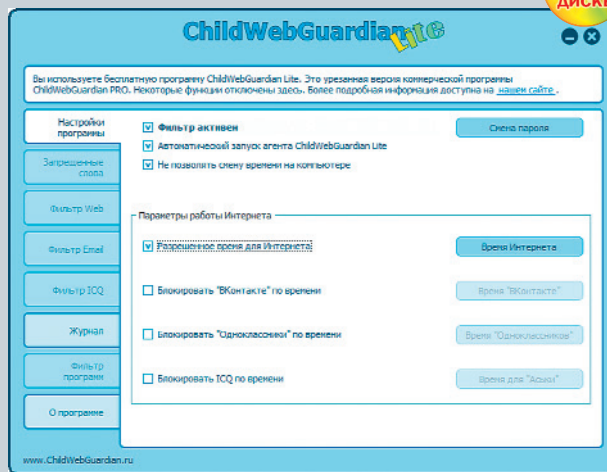 ДИСКЕ
ChildWebGuardian Lite
Вы используете бесплатную программу ChildWebGuardian Lite. Это урезанная версия коммерческой программы
ChildWebGuardian PRO. Некоторые функции отключены здесь. Более подробная информация доступна на нашем сайте.
Настройки
программы
Запрещенные
слова
Фильтр Web
Фильтр Email
Фильтр ICQ
Журнал
Фильтр
программ
О программе
Фильтр активен
Смена пароля
Автоматический запуск агента ChildWebGuardian Lite
Не позволять смену времени на компьютере
Параметры работы Интернета
Разрешенное время для Интернета
Время Интернета
Блокировать "ВКонтакте" по времени
Время "ВКонтакте"
Блокировать "Одноклассники" по времени
Время "Одноклассников"
Блокировать ICQ по времени
Время для "Аськи"
www.ChildWebGuardian.ru